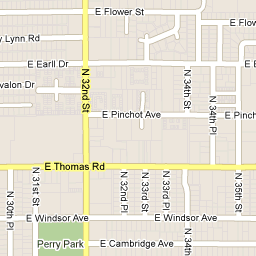 E Flower St
y Lynn Rd
E Earll Dr
valon Dr
N 32nd St
N 34th St
N 34th Pl
E Pinchot Ave
E Pinc
E Thomas Rd
N 30th Pl
N 31st St
N 32nd Pl
N 33rd St
N 33rd Pl
N 34th
N 35th St
E Windsor Ave
E Windsor Ave
Perry Park
E Cambridge Ave